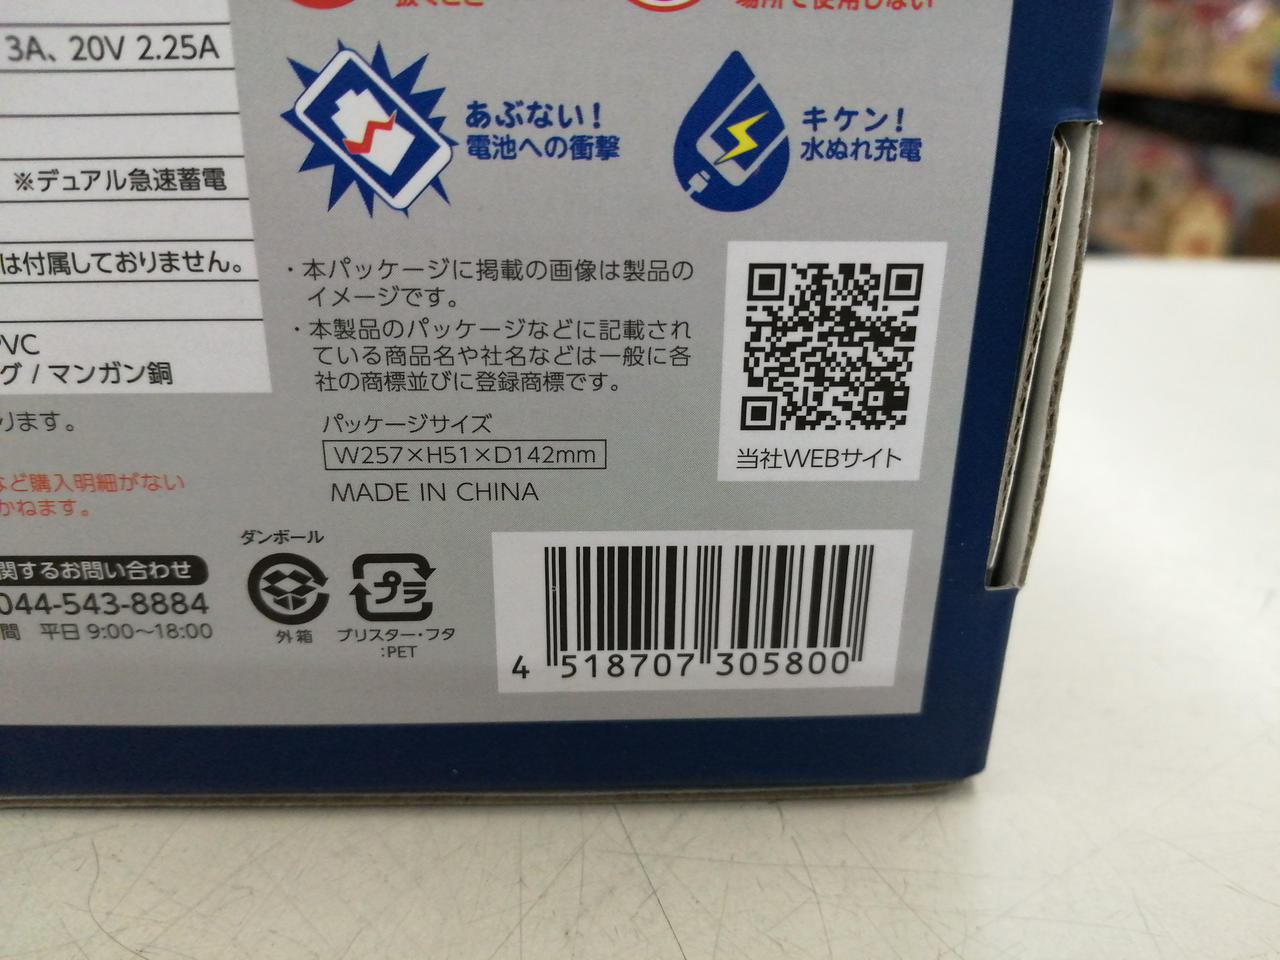 3A、20V 2.25A
※デュアル急速蓄電
は付属しておりません。
PVC
グ / マンガン銅
ります。
など購入明細がない
かねます。
関するお問い合わせ
044-543-8884
間 平日 9:00〜18:00
場所で使用しない
あぶない!
電池への衝撃
キケン!
水ぬれ充電
・本パッケージに掲載の画像は製品の
イメージです。
・本製品のパッケージなどに記載され
ている商品名や社名などは一般に各
社の商標並びに登録商標です。
パッケージサイズ
W257×H51×D142mm
MADE IN CHINA
当社WEBサイト
ダンボール
外箱
プラ
ブリスター・フタ
:PET
4 518707 305800